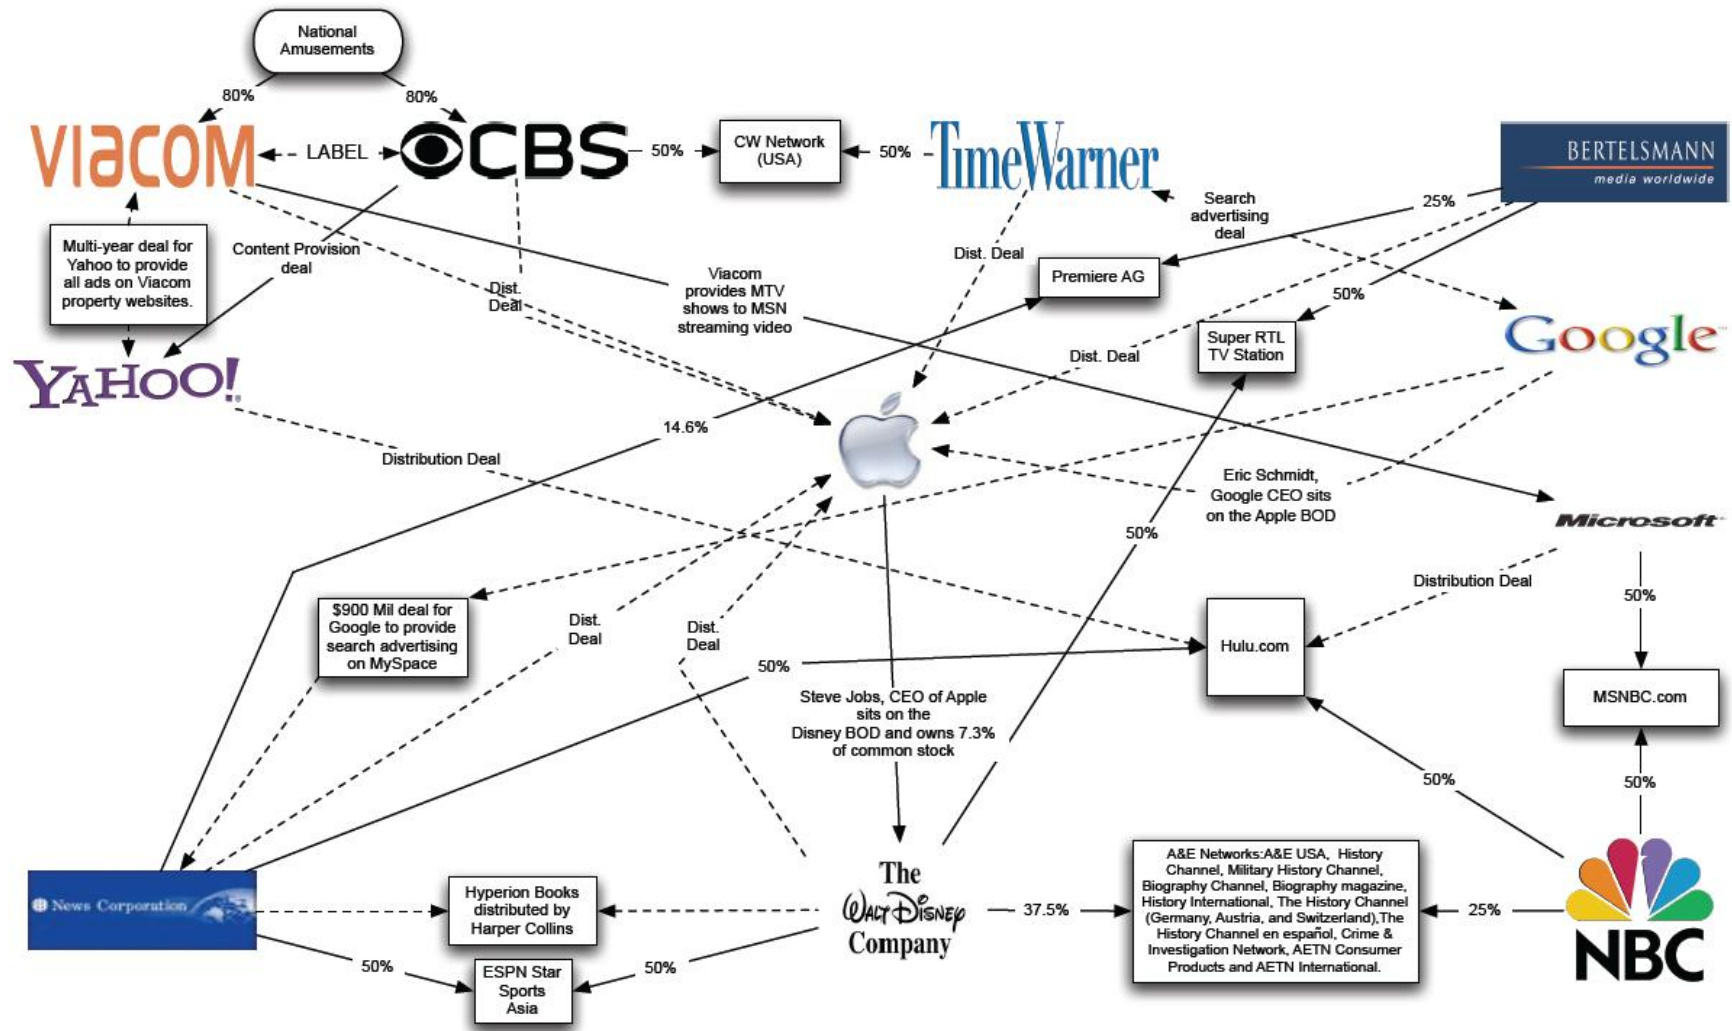 National
Amusements
80%
80%
VIACOM
LABEL
CBS
50%
CW Network
(USA)
50%
TimeWarner
BERTELSMANN
media worldwide
Multi-year deal for
Yahoo to provide
all ads on Viacom
property websites.
Content Provision
deal
Dist.
Deal
Viacom
provides MTV
shows to MSN
streaming video
Dist. Deal
Search
advertising
deal
25%
Premiere AG
50%
Super RTL
TV Station
Dist. Deal
Google
YAHOO!
14.6%
Distribution Deal
Eric Schmidt,
Google CEO sits
on the Apple BOD
50%
Microsoft
Distribution Deal
50%
$900 Mil deal for
Google to provide
search advertising
on MySpace
Dist.
Deal
Dist.
Deal
50%
Hulu.com
MSNBC.com
Steve Jobs, CEO of Apple
sits on the
Disney BOD and owns 7.3%
of common stock
50%
50%
News Corporation
Hyperion Books
distributed by
Harper Collins
The
WALT DISNEY
Company
37.5%
A&E Networks:A&E USA, History
Channel, Military History Channel,
Biography Channel, Biography magazine,
History International, The History Channel
(Germany, Austria, and Switzerland),The
History Channel en español, Crime &
Investigation Network, AETN Consumer
Products and AETN International.
25%
NBC
50%
ESPN Star
Sports
Asia
50%